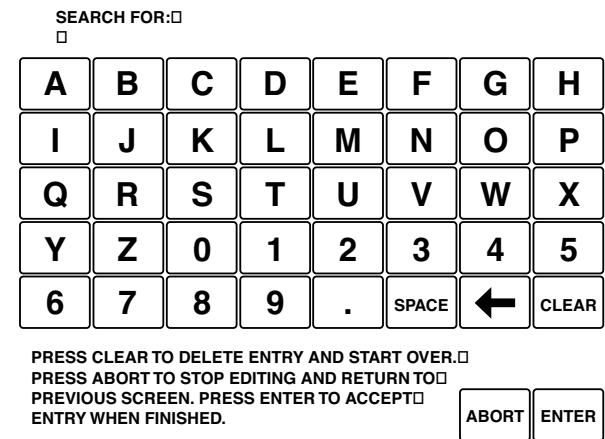 SEARCH FOR:□
□
A B C D E F G H
I J K L M N O P
Q R S T U V W X
Y Z 0 1 2 3 4 5
6 7 8 9 . SPACE ← CLEAR
PRESS CLEAR TO DELETE ENTRY AND START OVER.□
PRESS ABORT TO STOP EDITING AND RETURN TO□
PREVIOUS SCREEN. PRESS ENTER TO ACCEPT□
ENTRY WHEN FINISHED.
ABORT ENTER